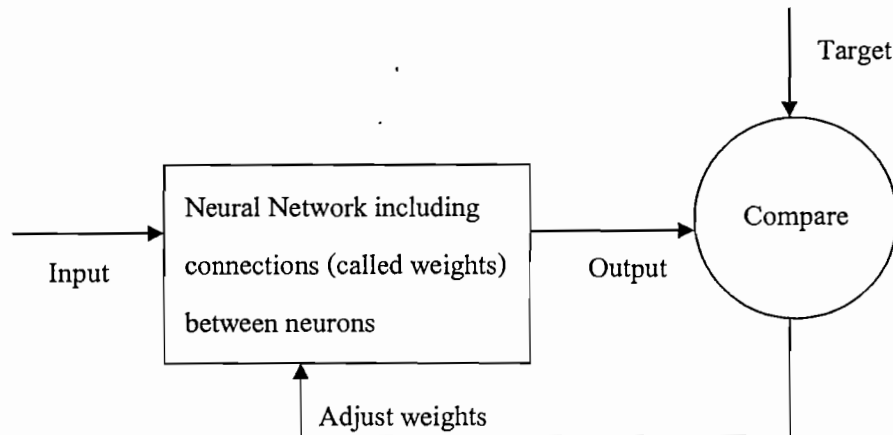 Target
Neural Network including
connections (called weights)
between neurons
Compare
Input
Output
Adjust weights